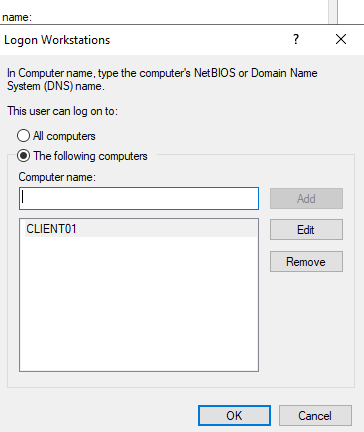 name:
Logon Workstations
?
In Computer name, type the computer's NetBIOS or Domain Name
System (DNS) name.
This user can log on to:
All computers
The following computers
Computer name:
Add
CLIENT01
Edit
Remove
OK
Cancel